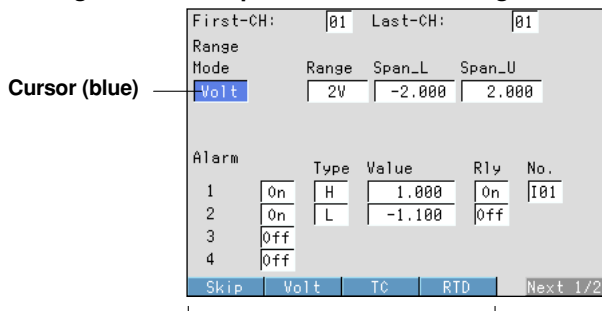 First-CH: 01 Last-CH: 01
Range
Mode Range Span_L Span_U
Cursor (blue)
Volt 2V -2.000 2.000
Alarm
Type Value Rly No.
1 On H 1.000 On I01
2 On L -1.100 Off
3 Off
4 Off
Skip Volt TC RTD Next 1/2